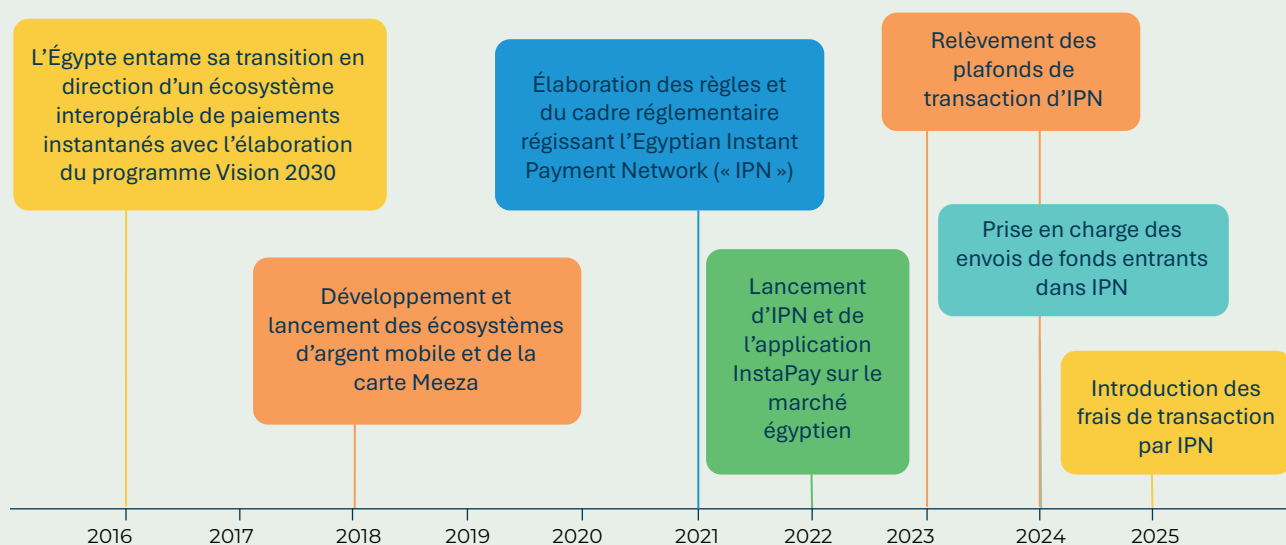 L’Égypte entame sa transition en
direction d’un écosystème
interopérable de paiements
instantanés avec l’élaboration
du programme Vision 2030
Développement et
lancement des écosystèmes
d’argent mobile et de la
carte Meeza
Élaboration des règles et
du cadre réglementaire
régissant l’Egyptian Instant
Payment Network (« IPN »)
Lancement
d’IPN et de
l’application
InstaPay sur le
marché
égyptien
Relèvement des
plafonds de
transaction d’IPN
Prise en charge des
envois de fonds entrants
dans IPN
Introduction des
frais de transaction
par IPN
2016 2017 2018 2019 2020 2021 2022 2023 2024 2025